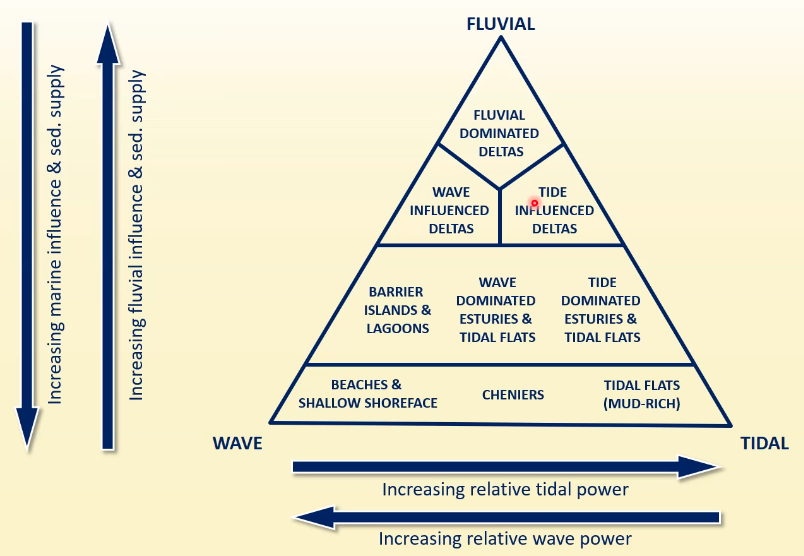 FLUVIAL
Increasing marine influence & sed. supply
Increasing fluvial influence & sed. supply
FLUVIAL
DOMINATED
DELTAS
WAVE
INFLUENCED
DELTAS
TIDE
INFLUENCED
DELTAS
BARRIER
ISLANDS &
LAGOONS
WAVE
DOMINATED
ESTURIES &
TIDAL FLATS
TIDE
DOMINATED
ESTURIES &
TIDAL FLATS
BEACHES &
SHALLOW SHOREFACE
CHENIERS
TIDAL FLATS
(MUD-RICH)
WAVE
TIDAL
Increasing relative tidal power
Increasing relative wave power